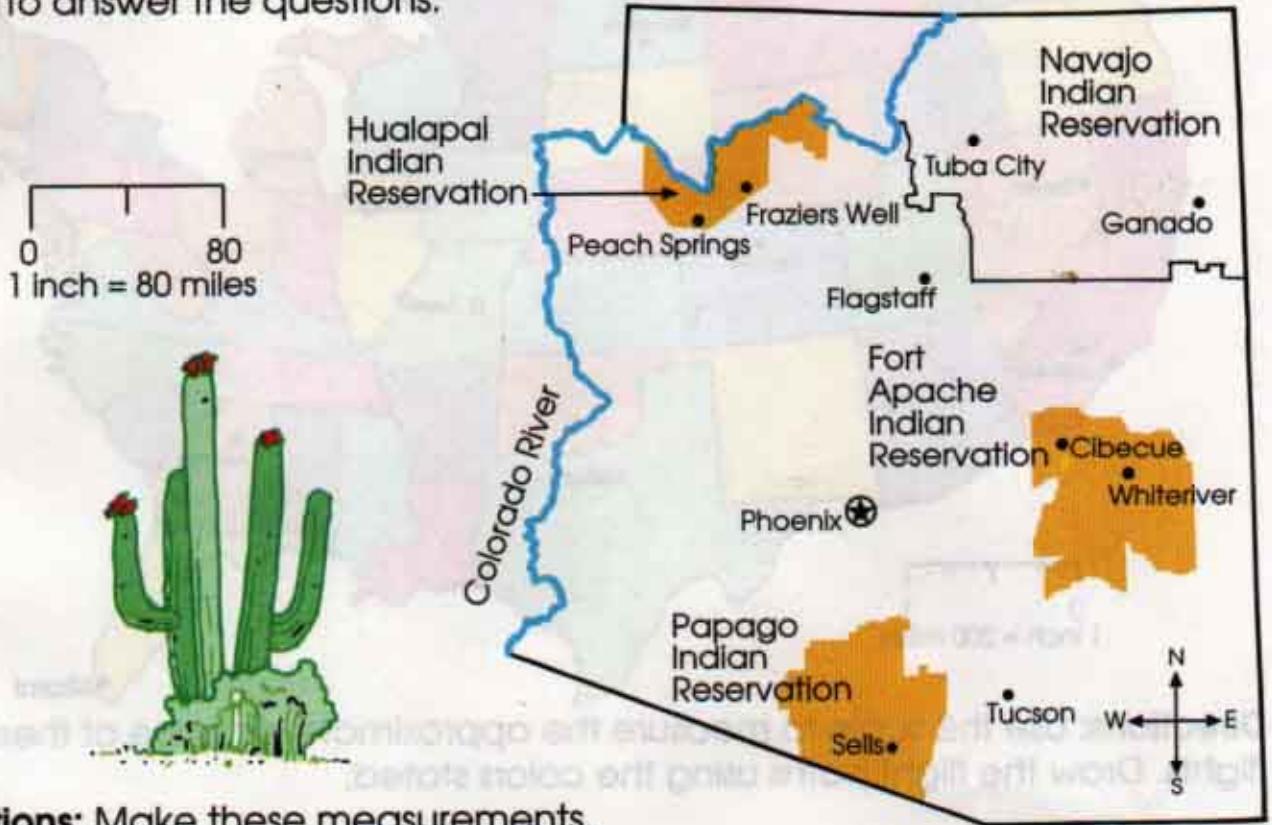 to answer the questions.
Navajo
Indian
Reservation
Hualapai
Indian
Reservation
Tuba City
Fraziers Well
Ganado
Peach Springs
0 80
1 inch = 80 miles
Flagstaff
Fort
Apache
Indian
Reservation
Cibecue
Whiteriver
Colorado River
Phoenix
Papago
Indian
Reservation
N
W E
S
Tucson
Sells
tions: Make these measurements.